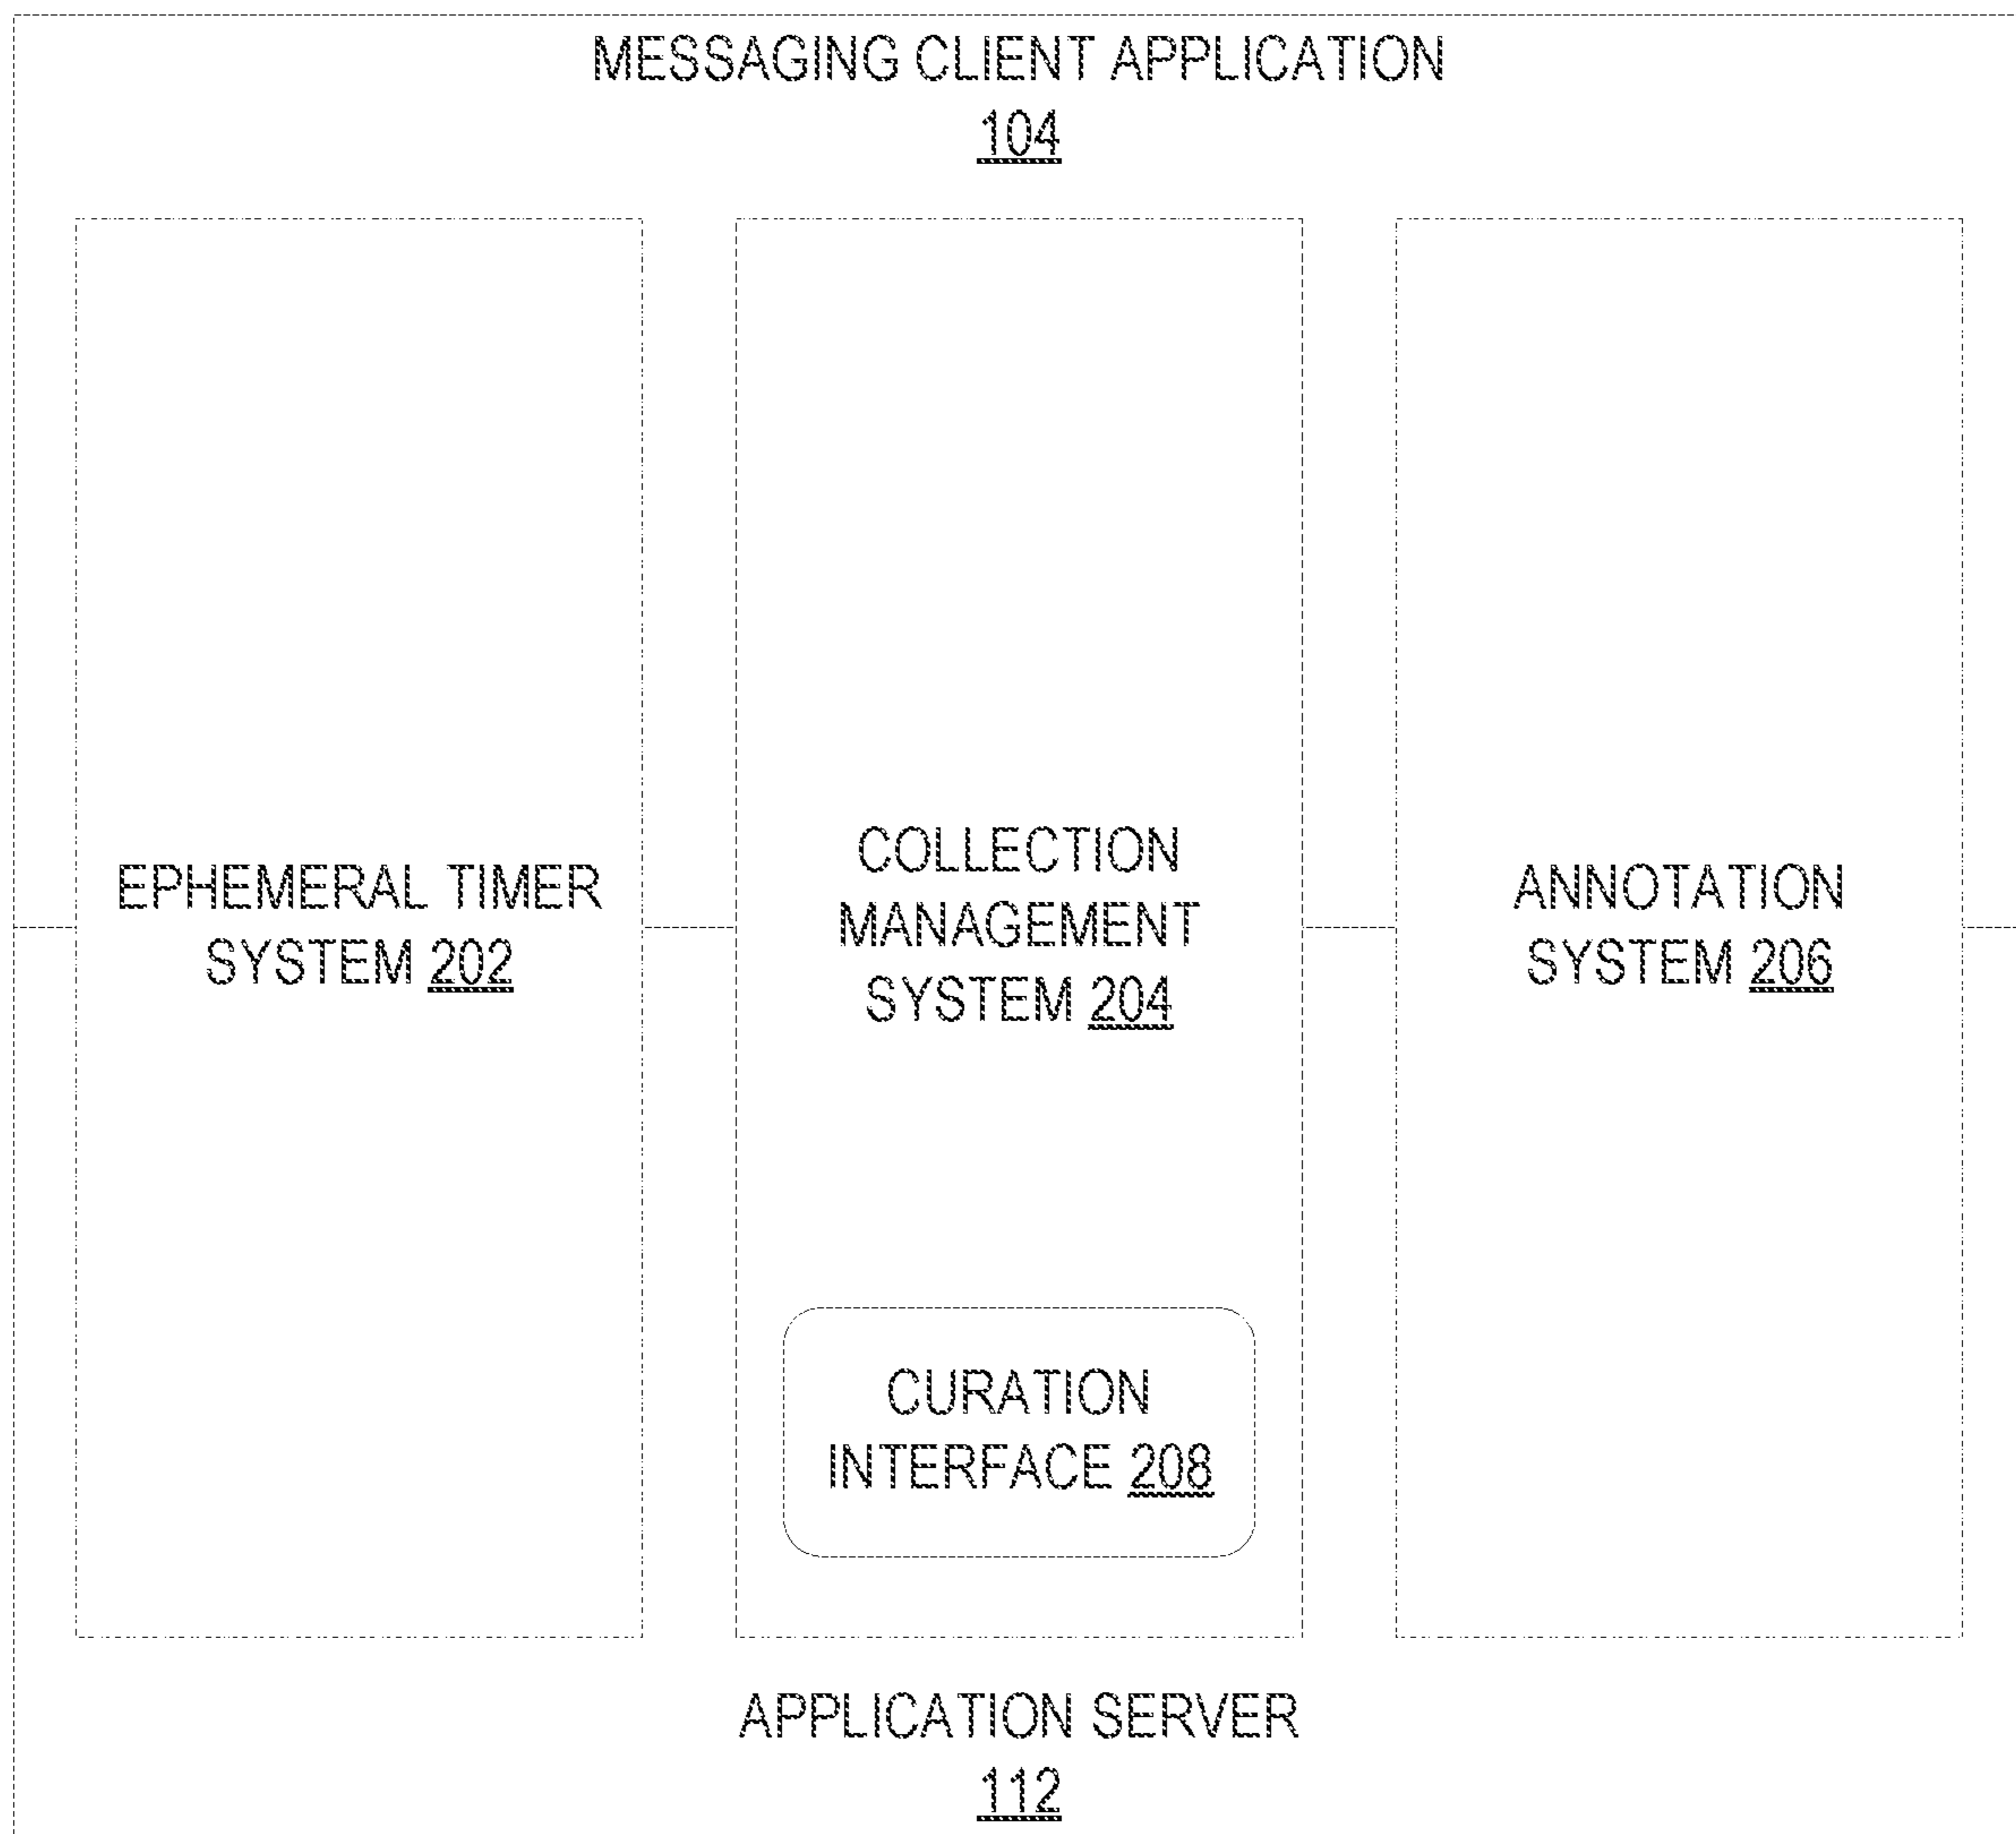 MESSAGING CLIENT APPLICATION
104
EPHEMERAL TIMER
SYSTEM 202
COLLECTION
MANAGEMENT
SYSTEM 204
ANNOTATION
SYSTEM 206
CURATION
INTERFACE 208
APPLICATION SERVER
112